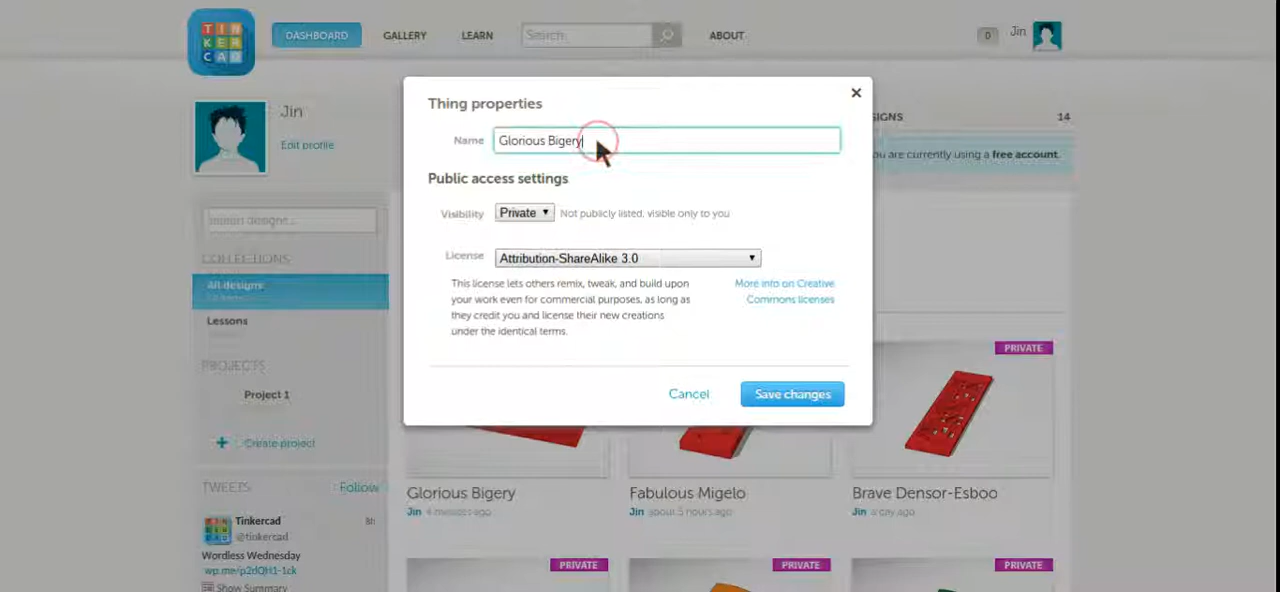 TIN
KER
CAD
DASHBOARD
GALLERY
LEARN
Search...
ABOUT
0
Jin
Jin
Edit profile
Thing properties
Name
Glorious Bigery
Public access settings
Visibility
Private
Not publicly listed, visible only to you
License
Attribution-ShareAlike 3.0
This license lets others remix, tweak, and build upon
your work even for commercial purposes, as long as
they credit you and license their new creations
under the identical terms.
More info on Creative
Commons licenses
Cancel
Save changes
SIGNS
14
ou are currently using a free account.
designs...
COLLECTIONS
All designs
Lessons
PROJECTS
Project 1
Create project
TWEETS
Follow
Tinkercad
@tinkercad
Wordless Wednesday
wp.me/p2dQH1-1ck
Show Summary
PRIVATE
Glorious Bigery
Jin 4 minutes ago
Fabulous Migelo
Jin about 5 hours ago
Brave Densor-Esboo
Jin a day ago
PRIVATE
PRIVATE
PRIVATE